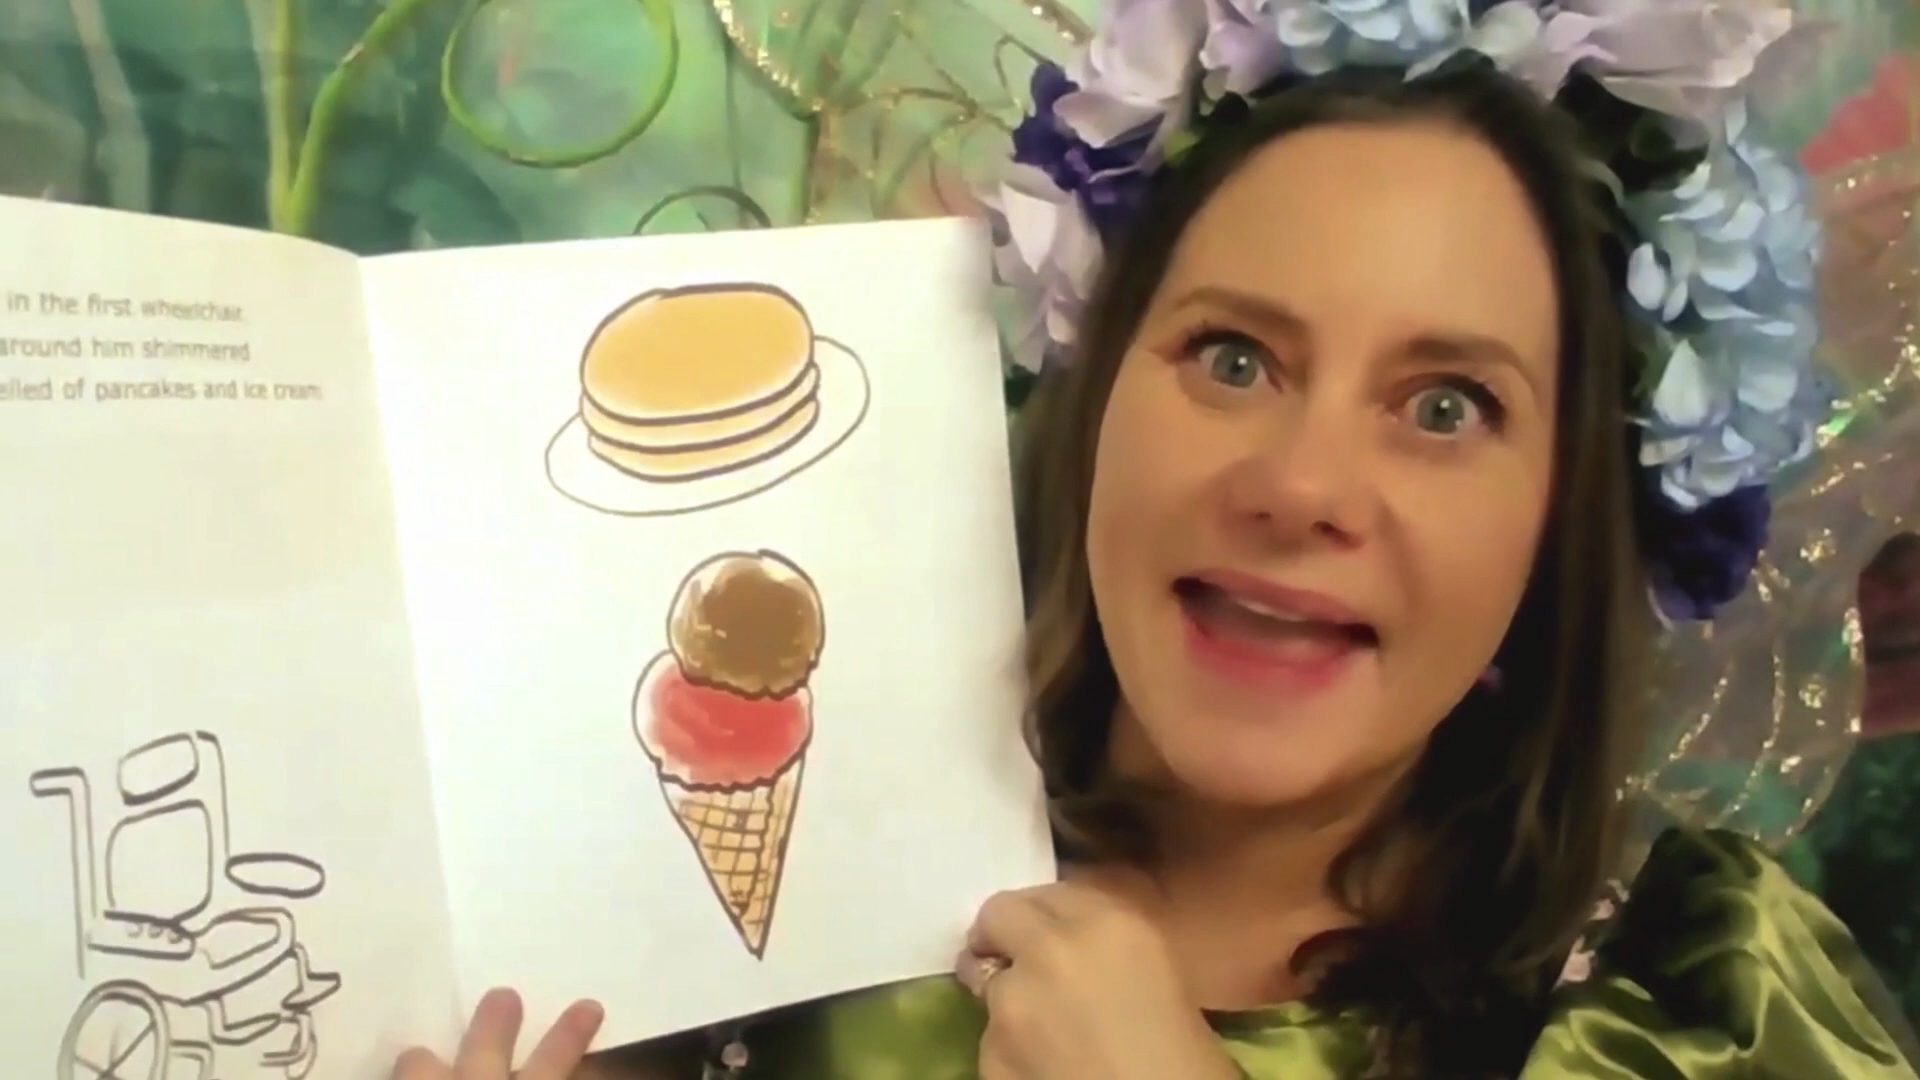 in the first wheelchair.
around him shimmered
elled of pancakes and ice cream.